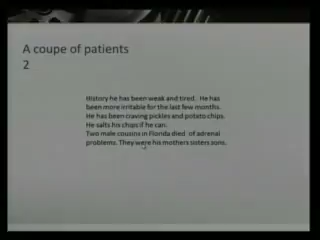 A coupe of patients
2
History he has been weak and tired. He has
been more irritable for the last few months.
He has been craving pickles and potato chips.
He salts his chips if he can.
Two male cousins in Florida died of adrenal
problems. They were his mothers sisters sons.